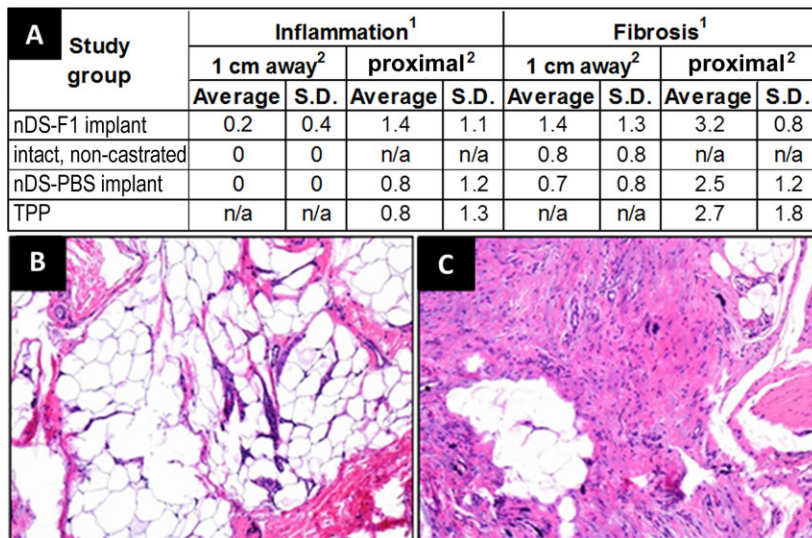 A
Study group
Inflammation1
Fibrosis1
1 cm away2
proximal2
1 cm away2
proximal2
Average S.D. Average S.D. Average S.D. Average S.D.
nDS-F1 implant 0.2 0.4 1.4 1.1 1.4 1.3 3.2 0.8
intact, non-castrated 0 0 n/a n/a 0.8 0.8 n/a n/a
nDS-PBS implant 0 0 0.8 1.2 0.7 0.8 2.5 1.2
TPP n/a n/a 0.8 1.3 n/a n/a 2.7 1.8
B
C